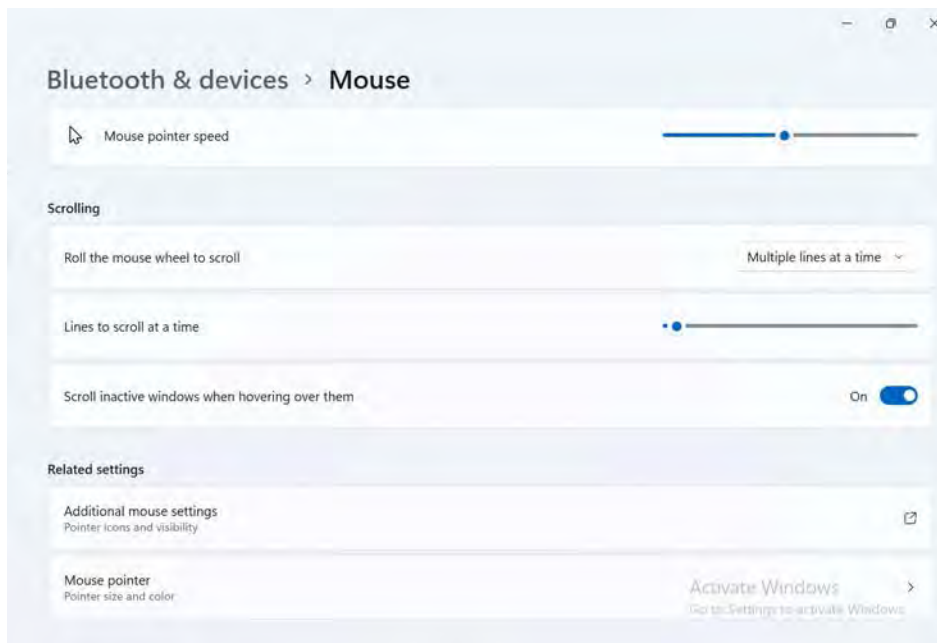 Bluetooth & devices › Mouse
Mouse pointer speed
Scrolling
Roll the mouse wheel to scroll
Multiple lines at a time
Lines to scroll at a time
Scroll inactive windows when hovering over them
On
Related settings
Additional mouse settings
Pointer icons and visibility
Mouse pointer
Pointer size and color
Activate Windows
Go to Settings to activate Windows.